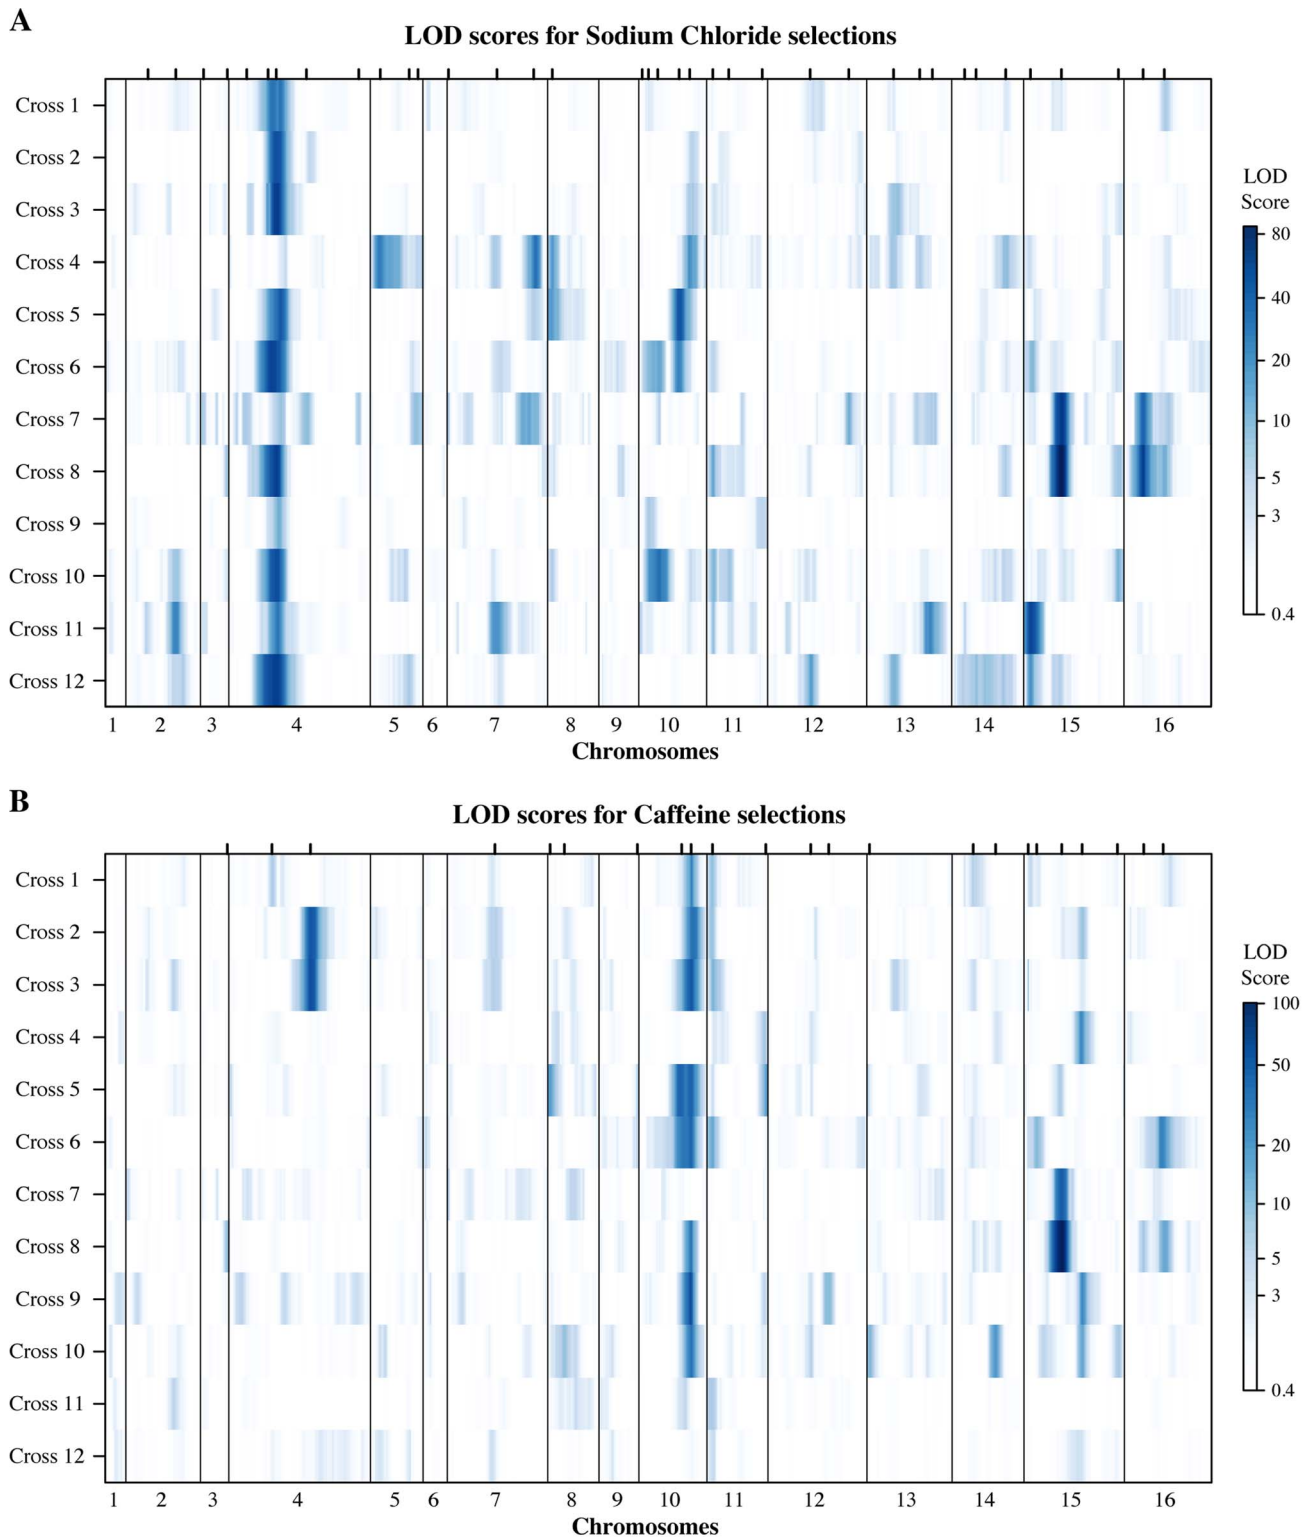 A
LOD scores for Sodium Chloride selections
Cross 1
Cross 2
Cross 3
Cross 4
Cross 5
Cross 6
Cross 7
Cross 8
Cross 9
Cross 10
Cross 11
Cross 12
1 2 3 4 5 6 7 8 9 10 11 12 13 14 15 16
Chromosomes
LOD
Score
80
40
20
10
5
3
0.4
B
LOD scores for Caffeine selections
Cross 1
Cross 2
Cross 3
Cross 4
Cross 5
Cross 6
Cross 7
Cross 8
Cross 9
Cross 10
Cross 11
Cross 12
1 2 3 4 5 6 7 8 9 10 11 12 13 14 15 16
Chromosomes
LOD
Score
100
50
20
10
5
3
0.4